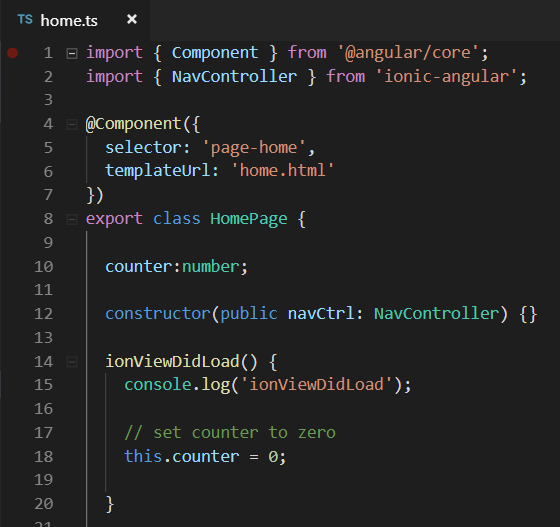 TS home.ts ×
1 import { Component } from '@angular/core';
2 import { NavController } from 'ionic-angular';
3
4 @Component({
5 selector: 'page-home',
6 templateUrl: 'home.html'
7 })
8 export class HomePage {
9
10 counter:number;
11
12 constructor(public navCtrl: NavController) {}
13
14 ionViewDidLoad() {
15 console.log('ionViewDidLoad');
16
17 // set counter to zero
18 this.counter = 0;
19
20 }
21